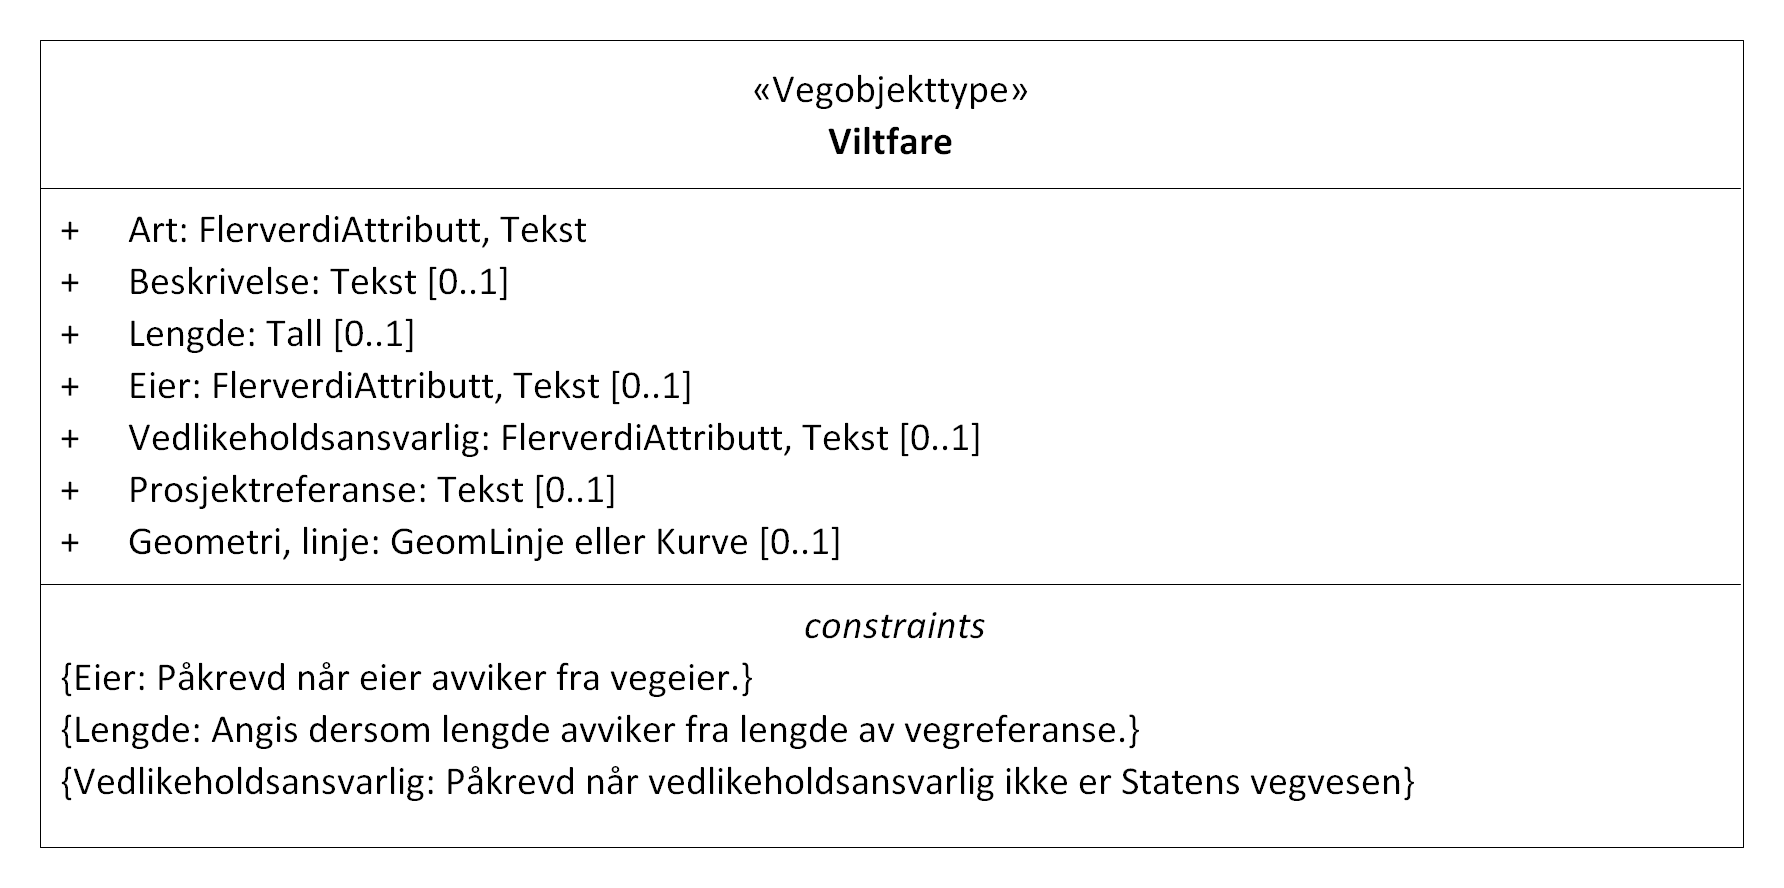 «Vegobjekttype»
Viltfare
+ Art: FlerverdiAttributt, Tekst
+ Beskrivelse: Tekst [0..1]
+ Lengde: Tall [0..1]
+ Eier: FlerverdiAttributt, Tekst [0..1]
+ Vedlikeholdsansvarlig: FlerverdiAttributt, Tekst [0..1]
+ Prosjektreferanse: Tekst [0..1]
+ Geometri, linje: GeomLinje eller Kurve [0..1]
constraints
{Eier: Påkrevd når eier avviker fra vegeier.}
{Lengde: Angis dersom lengde avviker fra lengde av vegreferanse.}
{Vedlikeholdsansvarlig: Påkrevd når vedlikeholdsansvarlig ikke er Statens vegvesen}